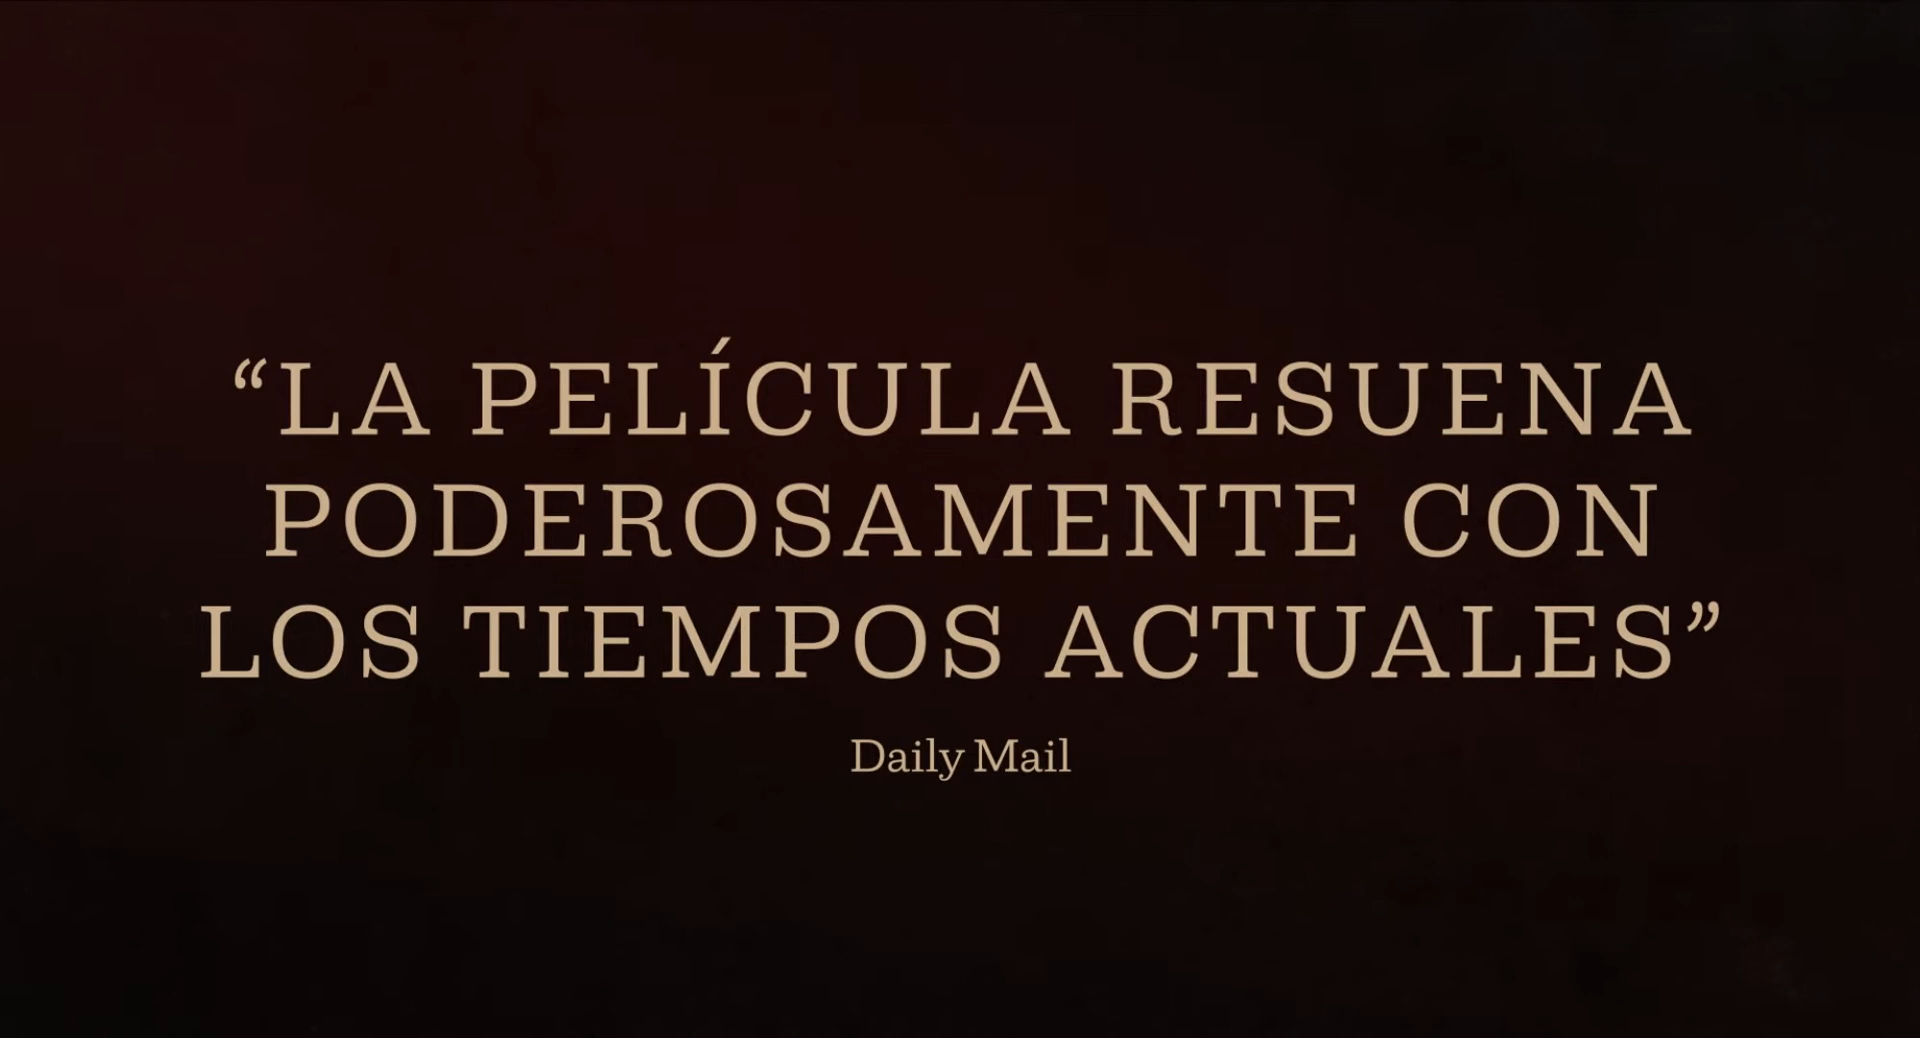 “LA PELÍCULA RESUENA
PODEROSAMENTE CON
LOS TIEMPOS ACTUALES”
Daily Mail